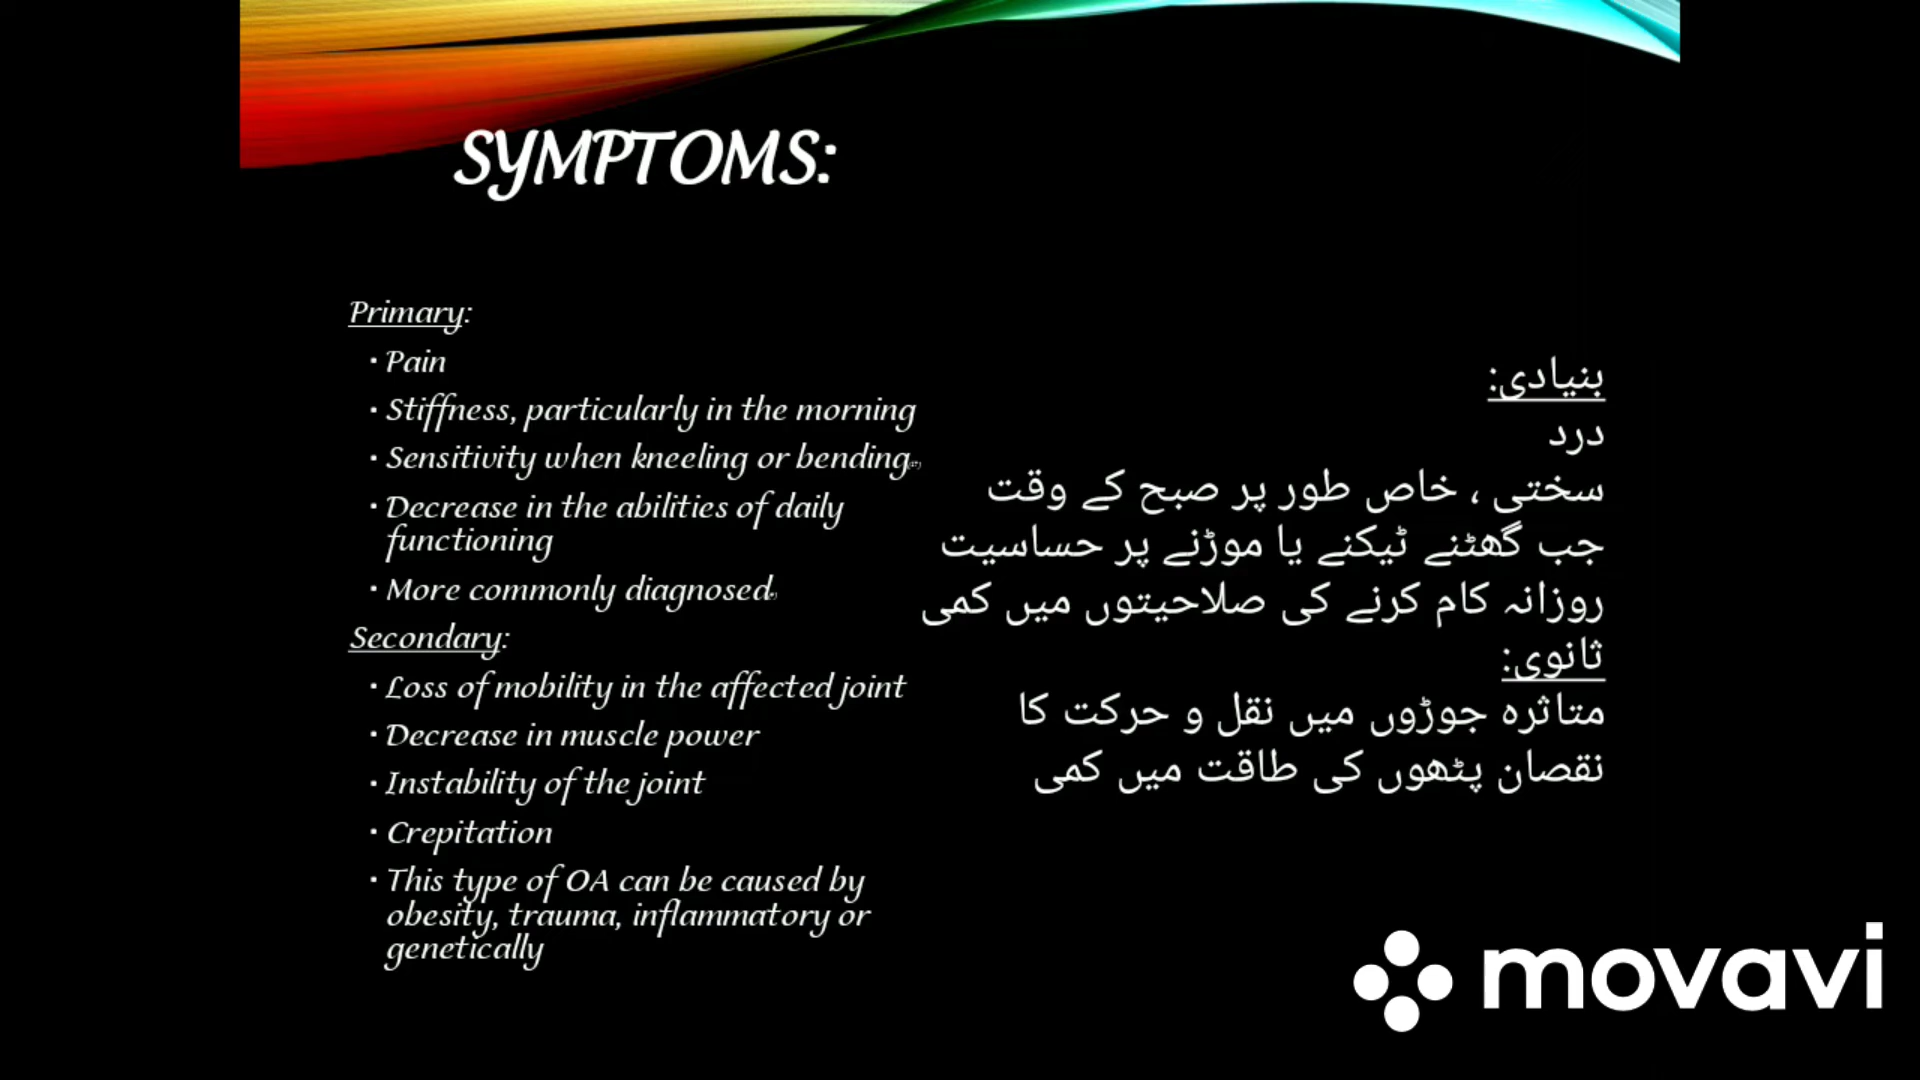 SYMPTOMS:
Primary:
• Pain
• Stiffness, particularly in the morning
• Sensitivity when kneeling or bending
• Decrease in the abilities of daily
functioning
• More commonly diagnosed
Secondary:
• Loss of mobility in the affected joint
• Decrease in muscle power
• Instability of the joint
• Crepitation
• This type of OA can be caused by
obesity, trauma, inflammatory or
genetically
بنیادی:
درد
سختی ، خاص طور پر صبح کے وقت
جب گھٹنے ٹیکنے یا موڑنے پر حساسیت
روزانہ کام کرنے کی صلاحیتوں میں کمی
ثانوی:
متاثرہ جوڑوں میں نقل و حرکت کا
نقصان پٹھوں کی طاقت میں کمی
movavi